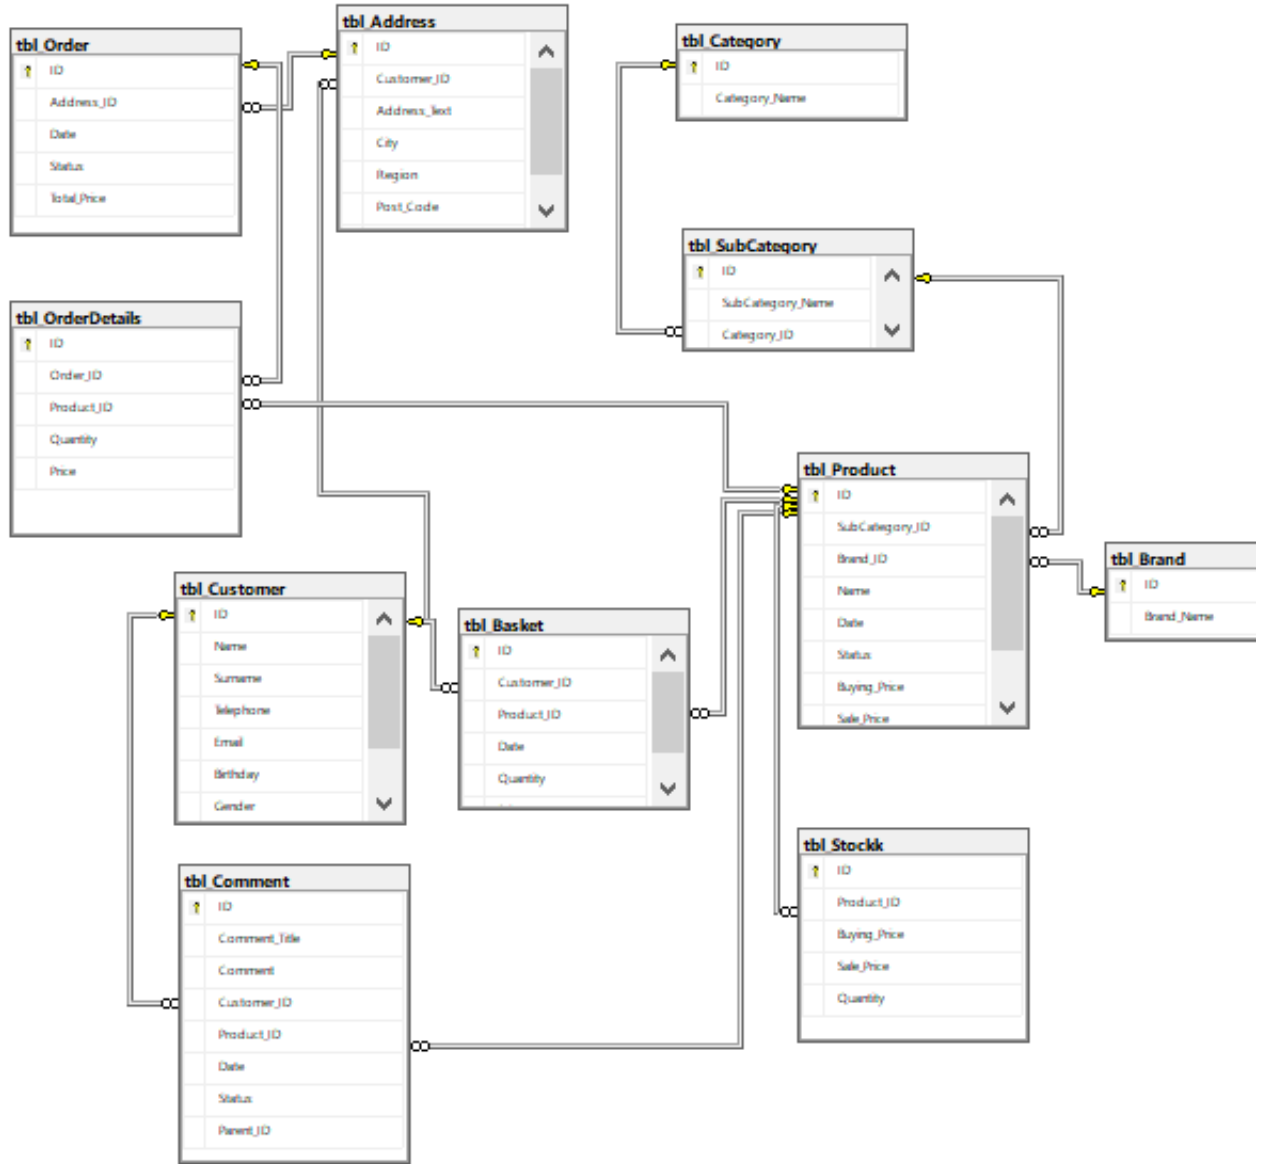 tbl_Order
ID
Address_ID
Date
Status
Total_Price
tbl_Address
ID
Customer_ID
Address_Text
City
Region
Post_Code
tbl_Category
ID
Category_Name
tbl_SubCategory
ID
SubCategory_Name
Category_ID
tbl_OrderDetails
ID
Order_ID
Product_ID
Quantity
Price
tbl_Product
ID
SubCategory_ID
Brand_ID
Name
Date
Status
Buying_Price
Sale_Price
tbl_Brand
ID
Brand_Name
tbl_Customer
ID
Name
Surname
Telephone
Email
Birthday
Gender
tbl_Basket
ID
Customer_ID
Product_ID
Date
Quantity
tbl_Stockk
ID
Product_ID
Buying_Price
Sale_Price
Quantity
tbl_Comment
ID
Comment_Title
Comment
Customer_ID
Product_ID
Date
Status
Parent_ID